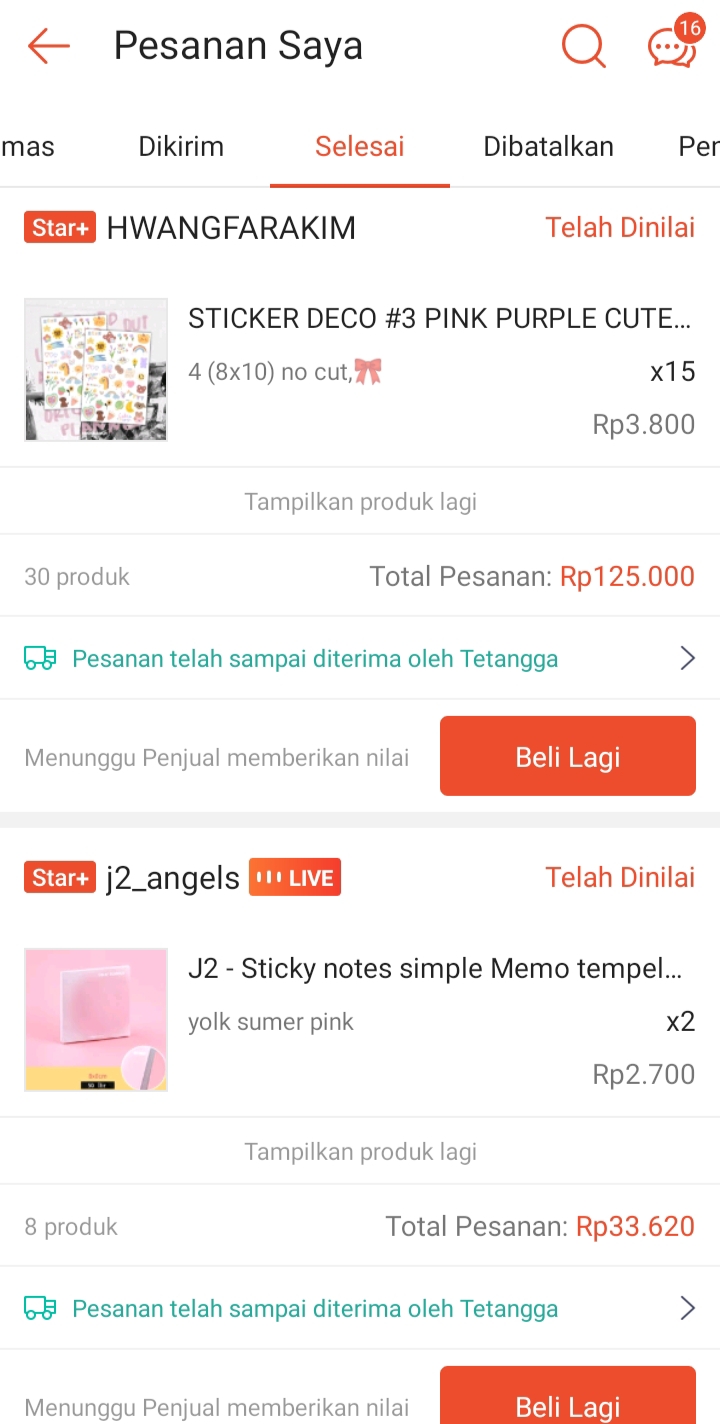 Pesanan Saya
16
mas Dikirim Selesai Dibatalkan Per
Star+ HWANGFARAKIM Telah Dinilai
STICKER DECO #3 PINK PURPLE CUTE...
4 (8x10) no cut,🎀 x15
Rp3.800
Tampilkan produk lagi
30 produk Total Pesanan: Rp125.000
Pesanan telah sampai diterima oleh Tetangga
Menunggu Penjual memberikan nilai Beli Lagi
Star+ j2_angels LIVE Telah Dinilai
J2 - Sticky notes simple Memo tempel...
yolk sumer pink x2
Rp2.700
Tampilkan produk lagi
8 produk Total Pesanan: Rp33.620
Pesanan telah sampai diterima oleh Tetangga
Menunggu Penjual memberikan nilai Beli Lagi